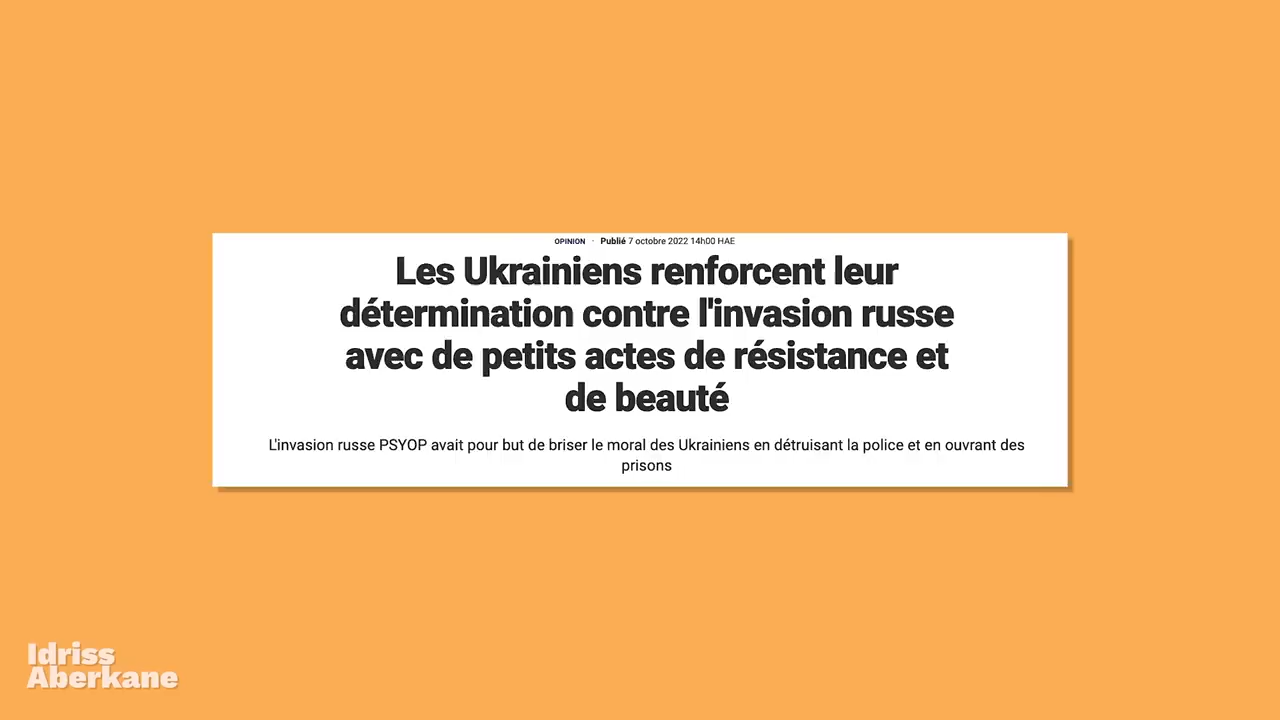 OPINION · Publié 7 octobre 2022 14h00 HAE
Les Ukrainiens renforcent leur
détermination contre l'invasion russe
avec de petits actes de résistance et
de beauté
L'invasion russe PSYOP avait pour but de briser le moral des Ukrainiens en détruisant la police et en ouvrant des
prisons
Idriss
Aberkane